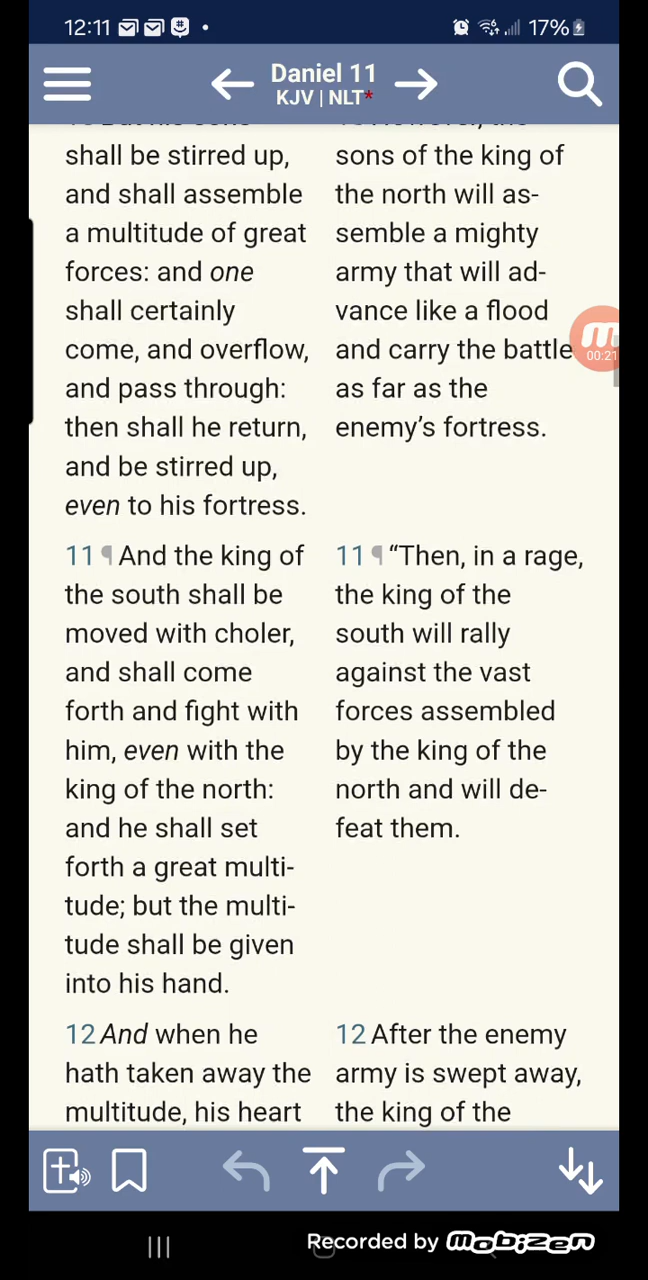 12:11 17%
Daniel 11
KJV | NLT*
shall be stirred up,
and shall assemble
a multitude of great
forces: and one
shall certainly
come, and overflow,
and pass through:
then shall he return,
and be stirred up,
even to his fortress.
sons of the king of
the north will as-
semble a mighty
army that will ad-
vance like a flood
and carry the battle
as far as the
enemy’s fortress.
00:21
11 ¶ And the king of
the south shall be
moved with choler,
and shall come
forth and fight with
him, even with the
king of the north:
and he shall set
forth a great multi-
tude; but the multi-
tude shall be given
into his hand.
11 ¶ “Then, in a rage,
the king of the
south will rally
against the vast
forces assembled
by the king of the
north and will de-
feat them.
12 And when he
hath taken away the
multitude, his heart
12 After the enemy
army is swept away,
the king of the
Recorded by mobizen